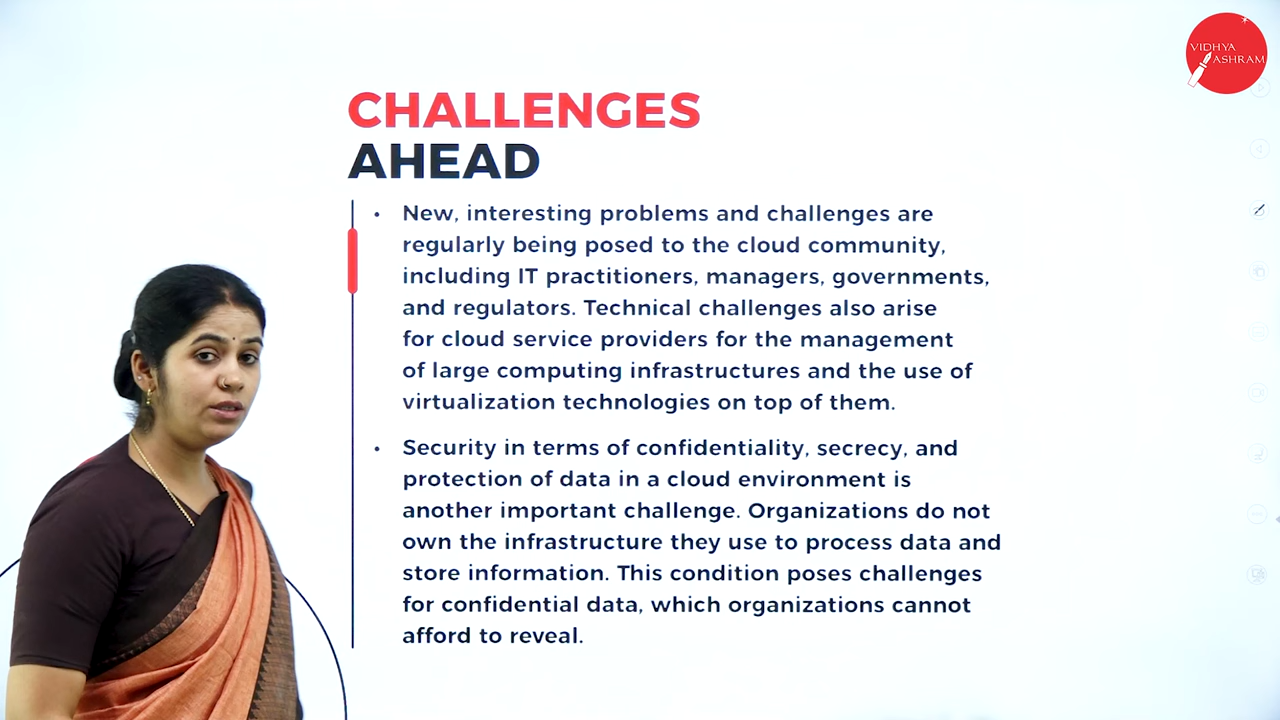 VIDHYA
ASHRAM
CHALLENGES
AHEAD
• New, interesting problems and challenges are
regularly being posed to the cloud community,
including IT practitioners, managers, governments,
and regulators. Technical challenges also arise
for cloud service providers for the management
of large computing infrastructures and the use of
virtualization technologies on top of them.
• Security in terms of confidentiality, secrecy, and
protection of data in a cloud environment is
another important challenge. Organizations do not
own the infrastructure they use to process data and
store information. This condition poses challenges
for confidential data, which organizations cannot
afford to reveal.